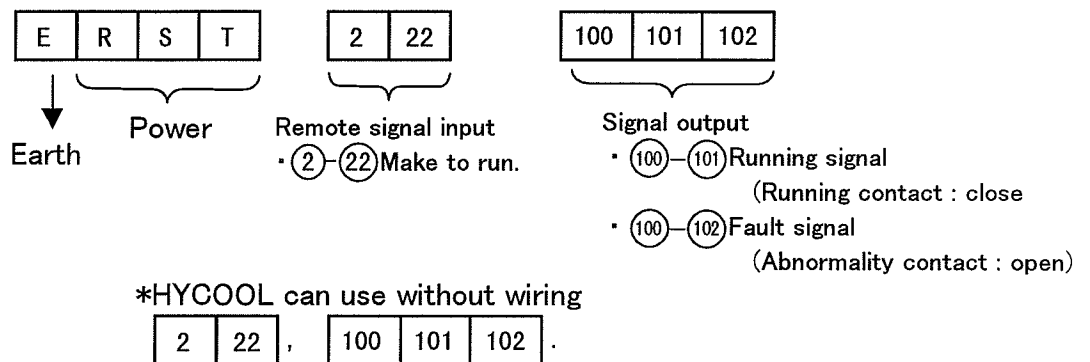 E R S T 2 22 100 101 102
Earth
Power
Remote signal input
・②-㉒Make to run.
Signal output
・(100)-(101)Running signal
(Running contact : close
・(100)-(102)Fault signal
(Abnormality contact : open)
*HYCOOL can use without wiring
2 22 , 100 101 102 .